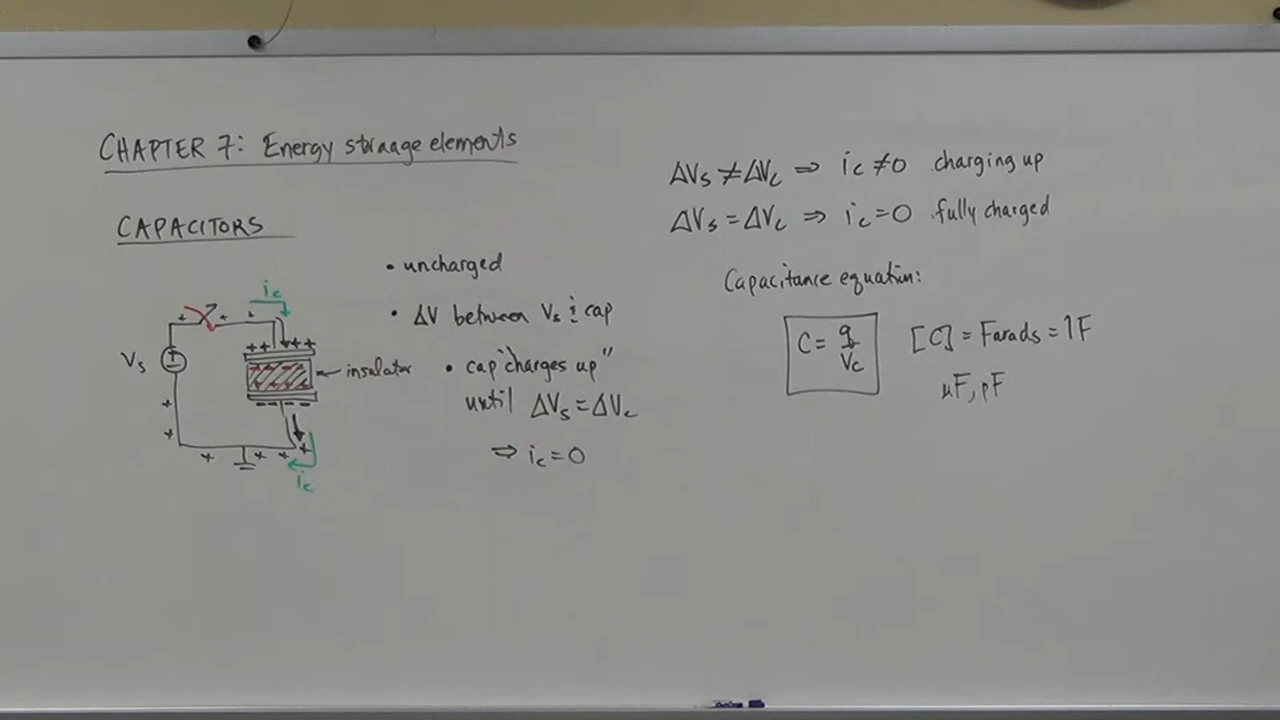 CHAPTER 7: Energy straage elements
CAPACITORS
• uncharged
• ΔV between Vs & cap
• cap "charges up"
until ΔVs = ΔVc
⇒ ic = 0
ic
+ +
Vs
+ + + + +
insulator
- - - -
+
+
+ + + +
ic
ΔVs ≠ ΔVc ⇒ ic ≠ 0 charging up
ΔVs = ΔVc ⇒ ic = 0 fully charged
Capacitance equation:
C = q/Vc [C] = Farads = 1F
μF, pF